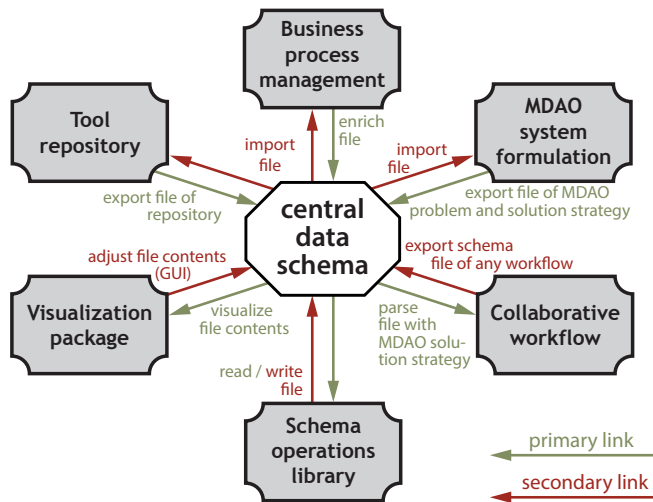 Business
process
management
Tool
repository
MDAO
system
formulation
import
file
enrich
file
import
file
export file of
repository
export file of MDAO
problem and solution strategy
central
data
schema
adjust file contents
(GUI)
export schema
file of any workflow
Visualization
package
visualize
file contents
parse
file with
MDAO solu-
tion strategy
Collaborative
workflow
read / write
file
Schema
operations
library
primary link
secondary link